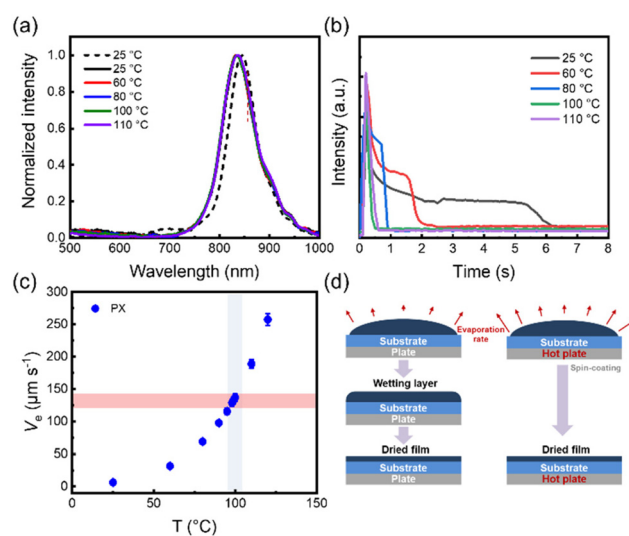 (a)
Normalized intensity
1.0
0.8
0.6
0.4
0.2
0.0
25 °C
25 °C
60 °C
80 °C
100 °C
110 °C
500 600 700 800 900 1000
Wavelength (nm)
(b)
Intensity (a.u.)
25 °C
60 °C
80 °C
100 °C
110 °C
0 1 2 3 4 5 6 7 8
Time (s)
(c)
Vₑ (μm s⁻¹)
300
250
200
150
100
50
0
PX
0 50 100 150
T (°C)
(d)
Evaporation
rate
Substrate
Plate
Wetting layer
Substrate
Plate
Dried film
Substrate
Plate
Substrate
Hot plate
Spin-coating
Dried film
Substrate
Hot plate